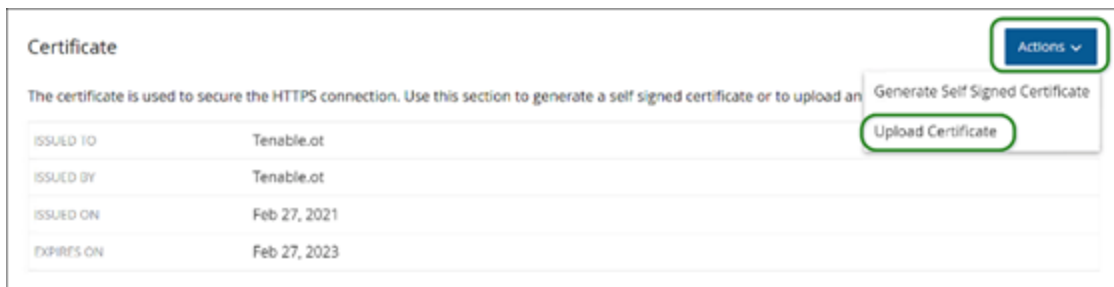 Certificate
Actions
The certificate is used to secure the HTTPS connection. Use this section to generate a self signed certificate or to upload an
Generate Self Signed Certificate
Upload Certificate
ISSUED TO Tenable.ot
ISSUED BY Tenable.ot
ISSUED ON Feb 27, 2021
EXPIRES ON Feb 27, 2023